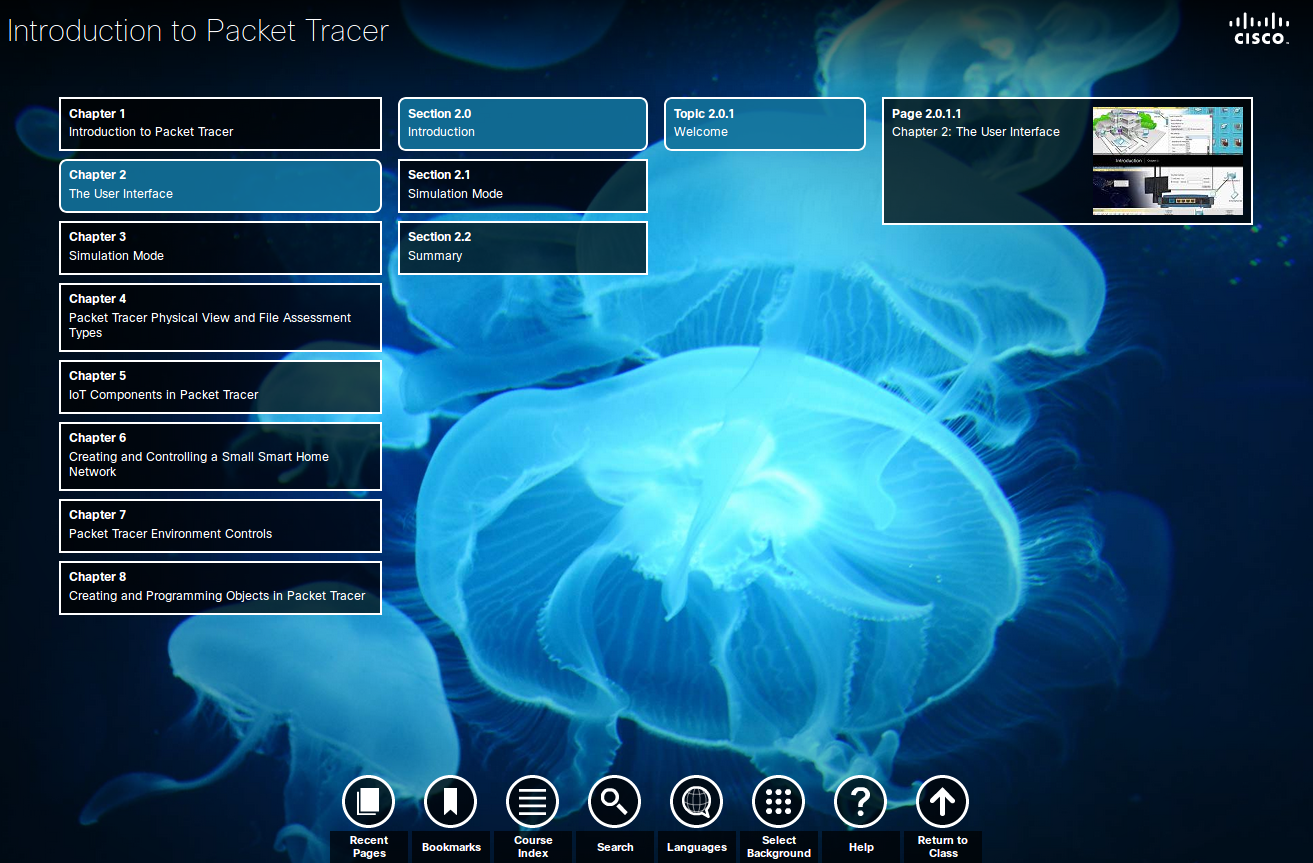 Introduction to Packet Tracer
CISCO
Chapter 1
Introduction to Packet Tracer
Chapter 2
The User Interface
Chapter 3
Simulation Mode
Chapter 4
Packet Tracer Physical View and File Assessment
Types
Chapter 5
IoT Components in Packet Tracer
Chapter 6
Creating and Controlling a Small Smart Home
Network
Chapter 7
Packet Tracer Environment Controls
Chapter 8
Creating and Programming Objects in Packet Tracer
Section 2.0
Introduction
Section 2.1
Simulation Mode
Section 2.2
Summary
Topic 2.0.1
Welcome
Page 2.0.1.1
Chapter 2: The User Interface
Introduction
Recent
Pages
Bookmarks
Course
Index
Search
Languages
Select
Background
Help
Return to
Class